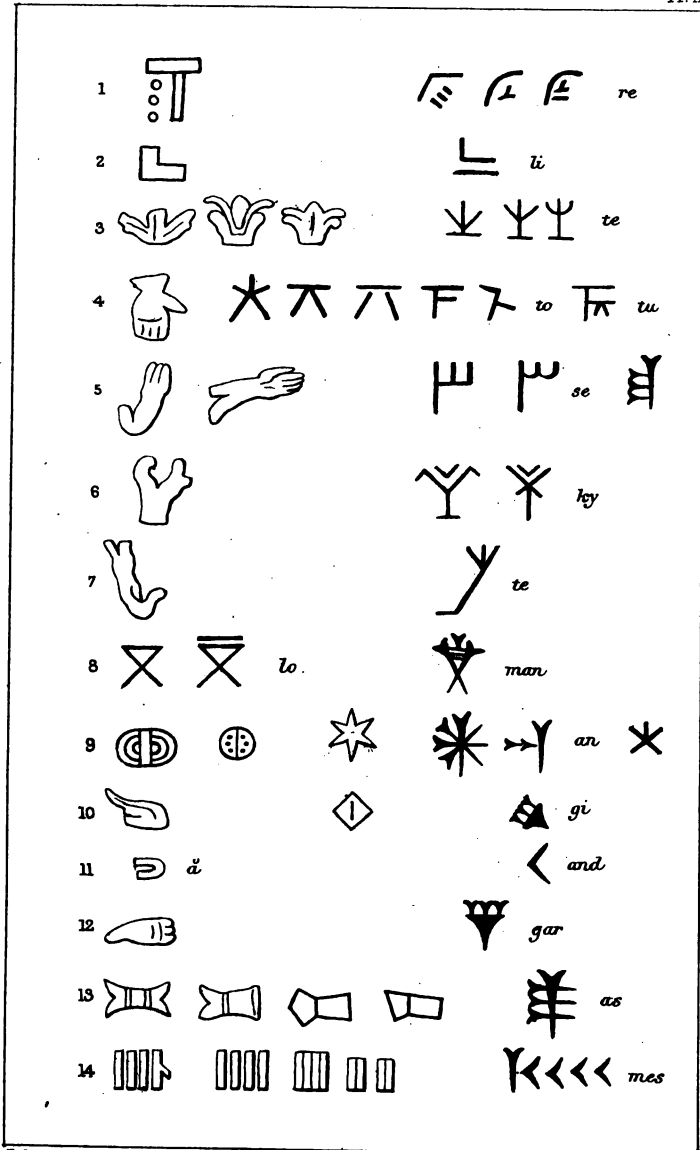 1 re
2 li
3 te
4 to tu
5 se
6 ky
7 te
8 lo. man
9 an
10 gi
11 ă and
12 gar
13 as
14 mes